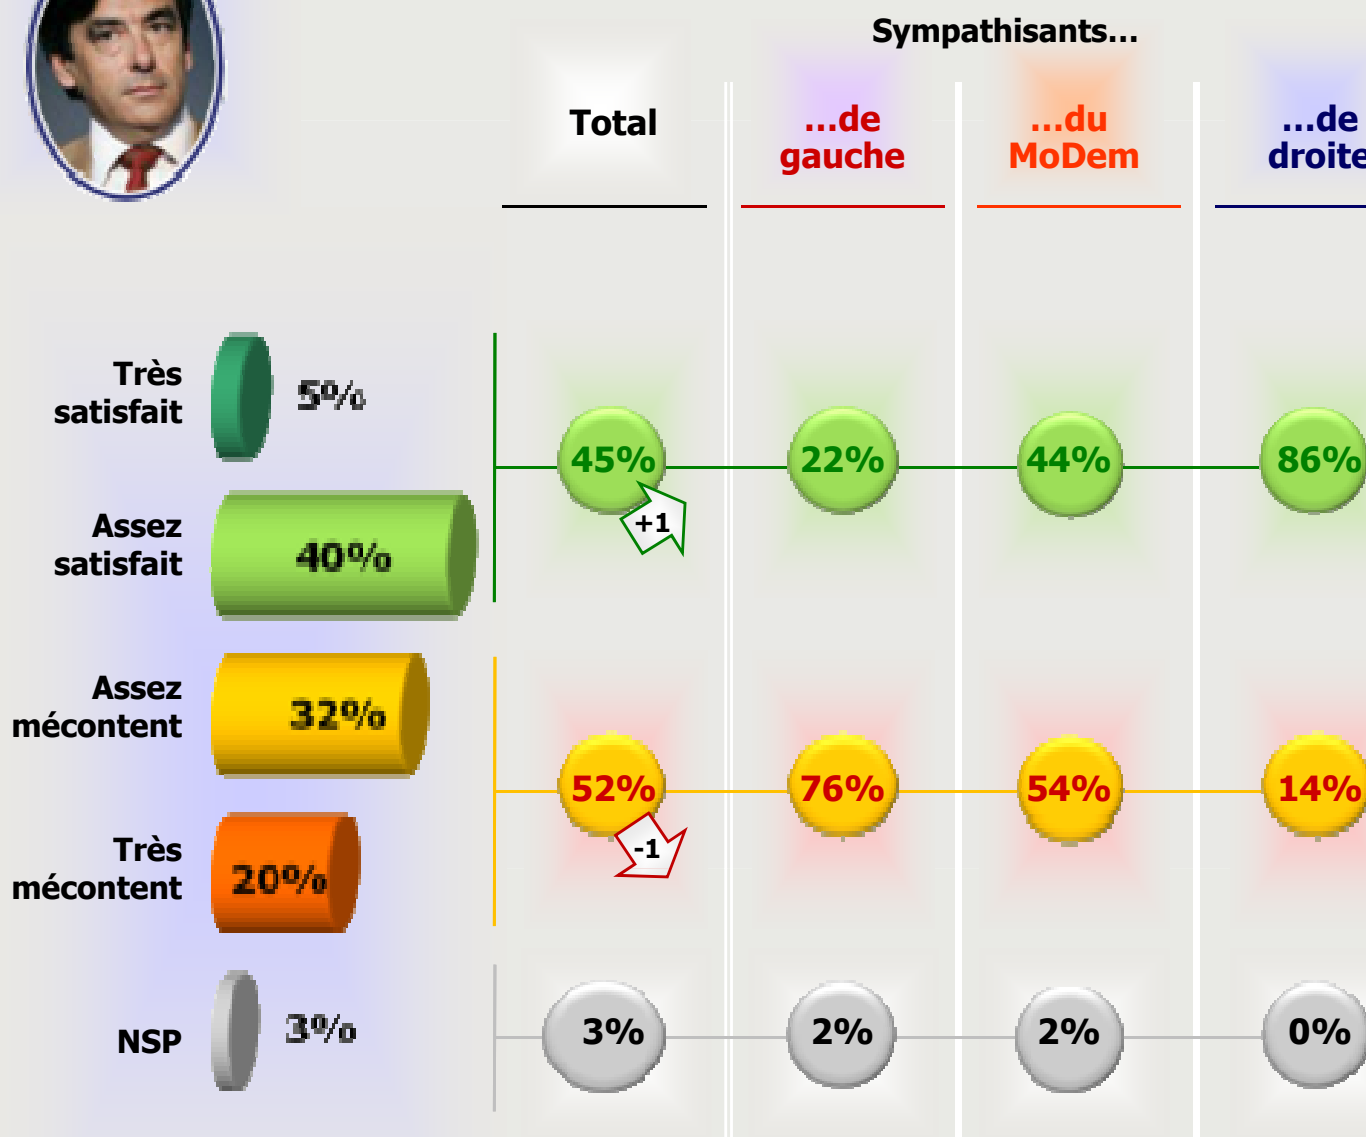 Sympathisants...
Total
...de
gauche
...du
MoDem
...de
droite
Très
satisfait
5%
45%
22%
44%
86%
+1
Assez
satisfait
40%
Assez
mécontent
32%
52%
76%
54%
14%
-1
Très
mécontent
20%
NSP
3%
3%
2%
2%
0%